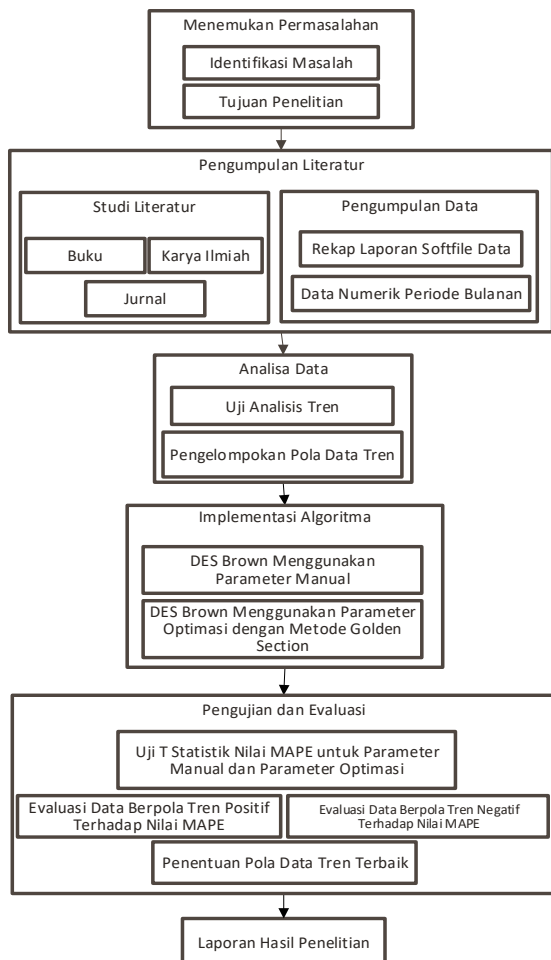 Menemukan Permasalahan
Identifikasi Masalah
Tujuan Penelitian
Pengumpulan Literatur
Studi Literatur
Buku
Karya Ilmiah
Jurnal
Pengumpulan Data
Rekap Laporan Softfile Data
Data Numerik Periode Bulanan
Analisa Data
Uji Analisis Tren
Pengelompokan Pola Data Tren
Implementasi Algoritma
DES Brown Menggunakan
Parameter Manual
DES Brown Menggunakan Parameter
Optimasi dengan Metode Golden
Section
Pengujian dan Evaluasi
Uji T Statistik Nilai MAPE untuk Parameter
Manual dan Parameter Optimasi
Evaluasi Data Berpola Tren Positif
Terhadap Nilai MAPE
Evaluasi Data Berpola Tren Negatif
Terhadap Nilai MAPE
Penentuan Pola Data Tren Terbaik
Laporan Hasil Penelitian